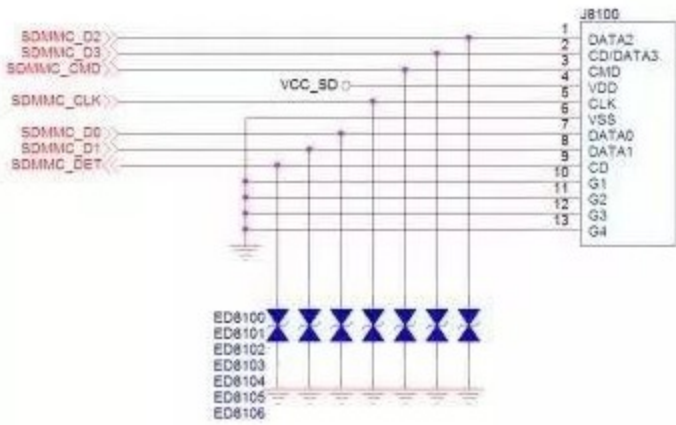 J8100
SDMMC_D2
SDMMC_D3
SDMMC_CMD
VCC_SD
SDMMC_CLK
SDMMC_D0
SDMMC_D1
SDMMC_DET
1
2
3
4
5
6
7
8
9
10
11
12
13
DATA2
CD/DATA3
CMD
VDD
CLK
VSS
DATA0
DATA1
CD
G1
G2
G3
G4
ED8100
ED8101
ED8102
ED8103
ED8104
ED8105
ED8106